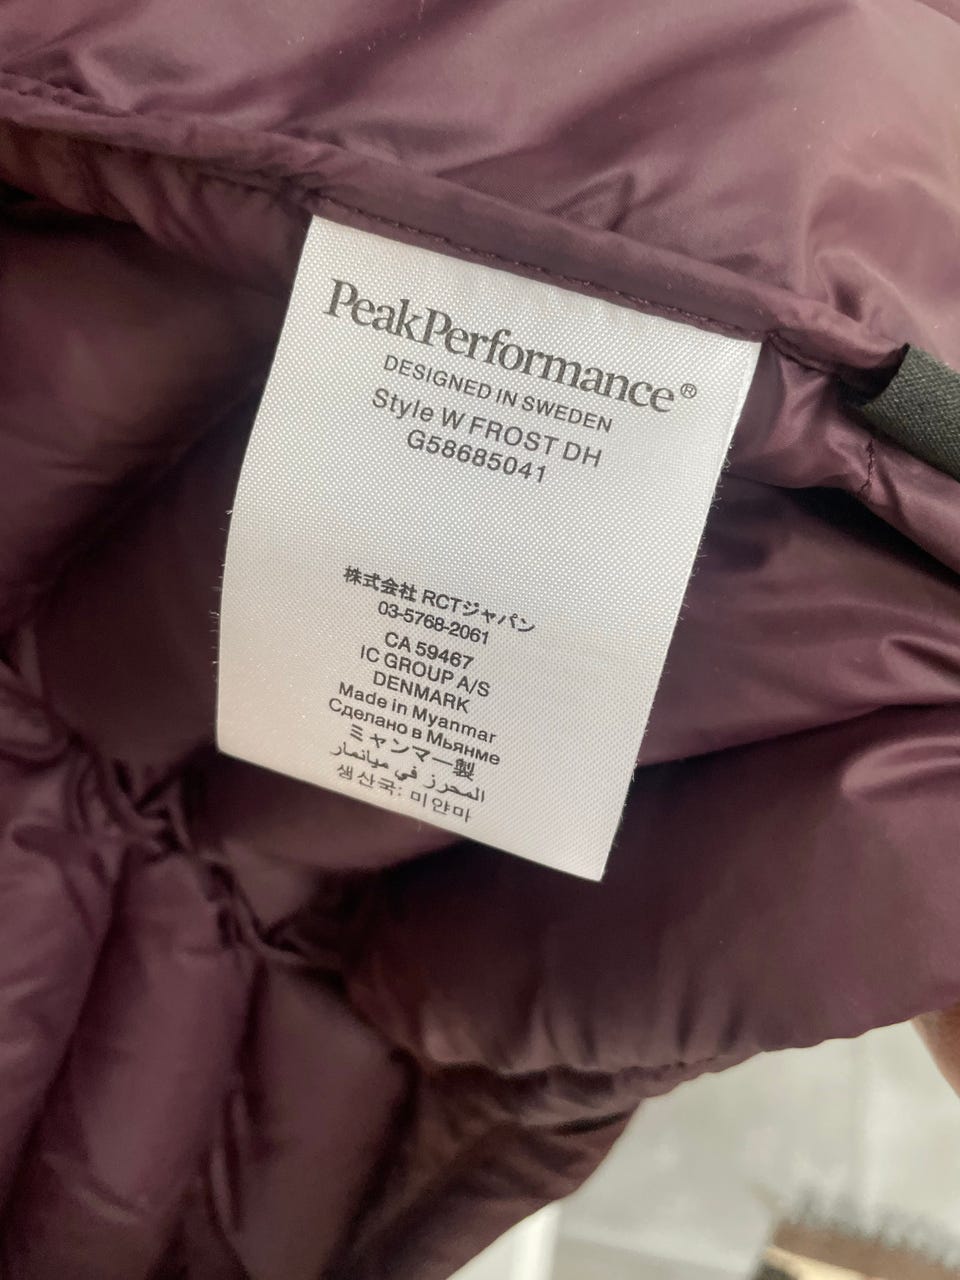 PeakPerformance®
DESIGNED IN SWEDEN
Style W FROST DH
G58685041
株式会社 RCTジャパン
03-5768-2061
CA 59467
IC GROUP A/S
DENMARK
Made in Myanmar
Сделано в Мьянме
ミャンマー製
المحرز في ميانمار
생산국: 미얀마